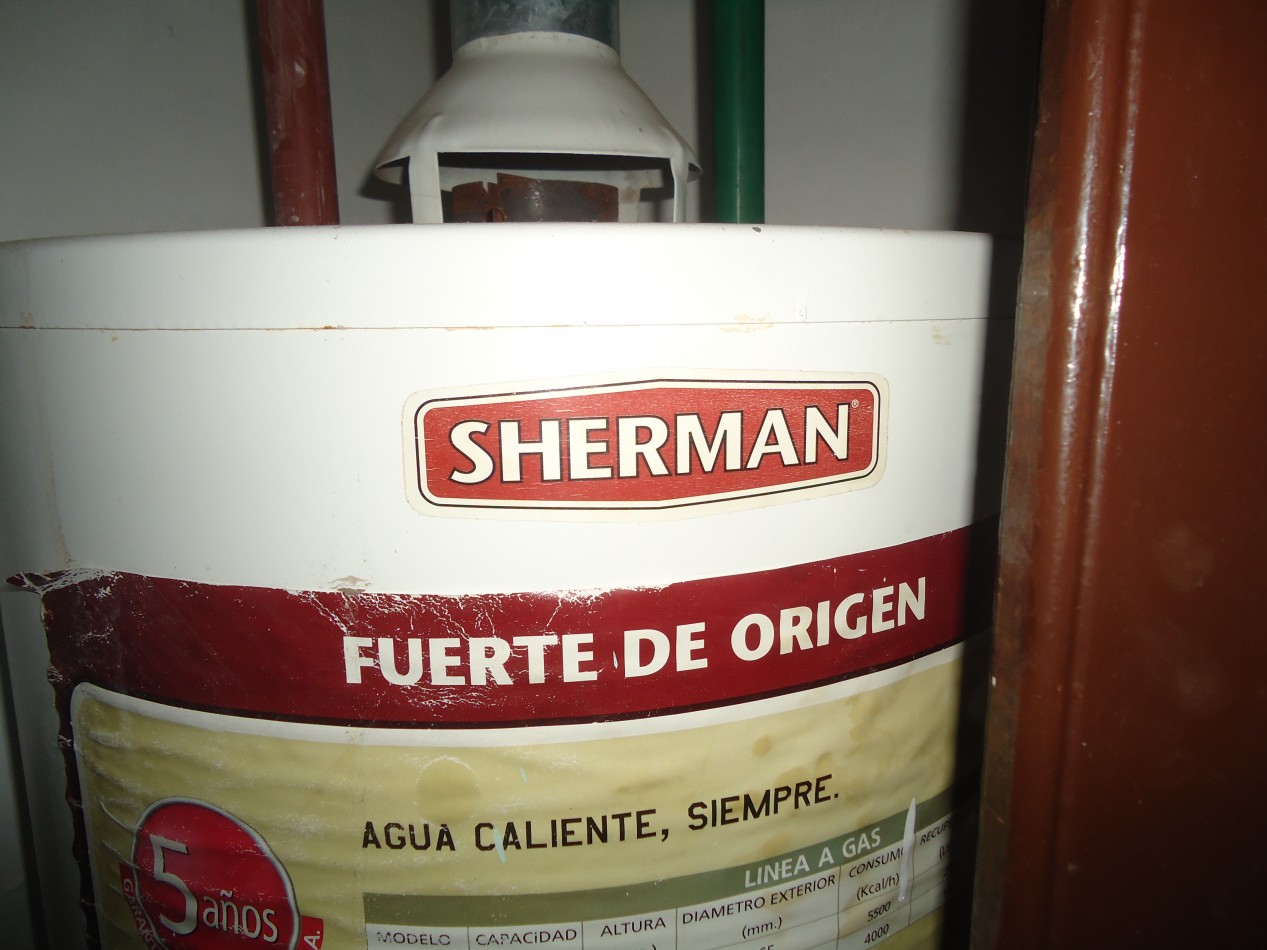 SHERMAN®
FUERTE DE ORIGEN
AGUA CALIENTE, SIEMPRE.
5 años
LINEA A GAS
MODELO CAPACIDAD ALTURA DIAMETRO EXTERIOR (mm.) (Kcal/h)
5500
4000